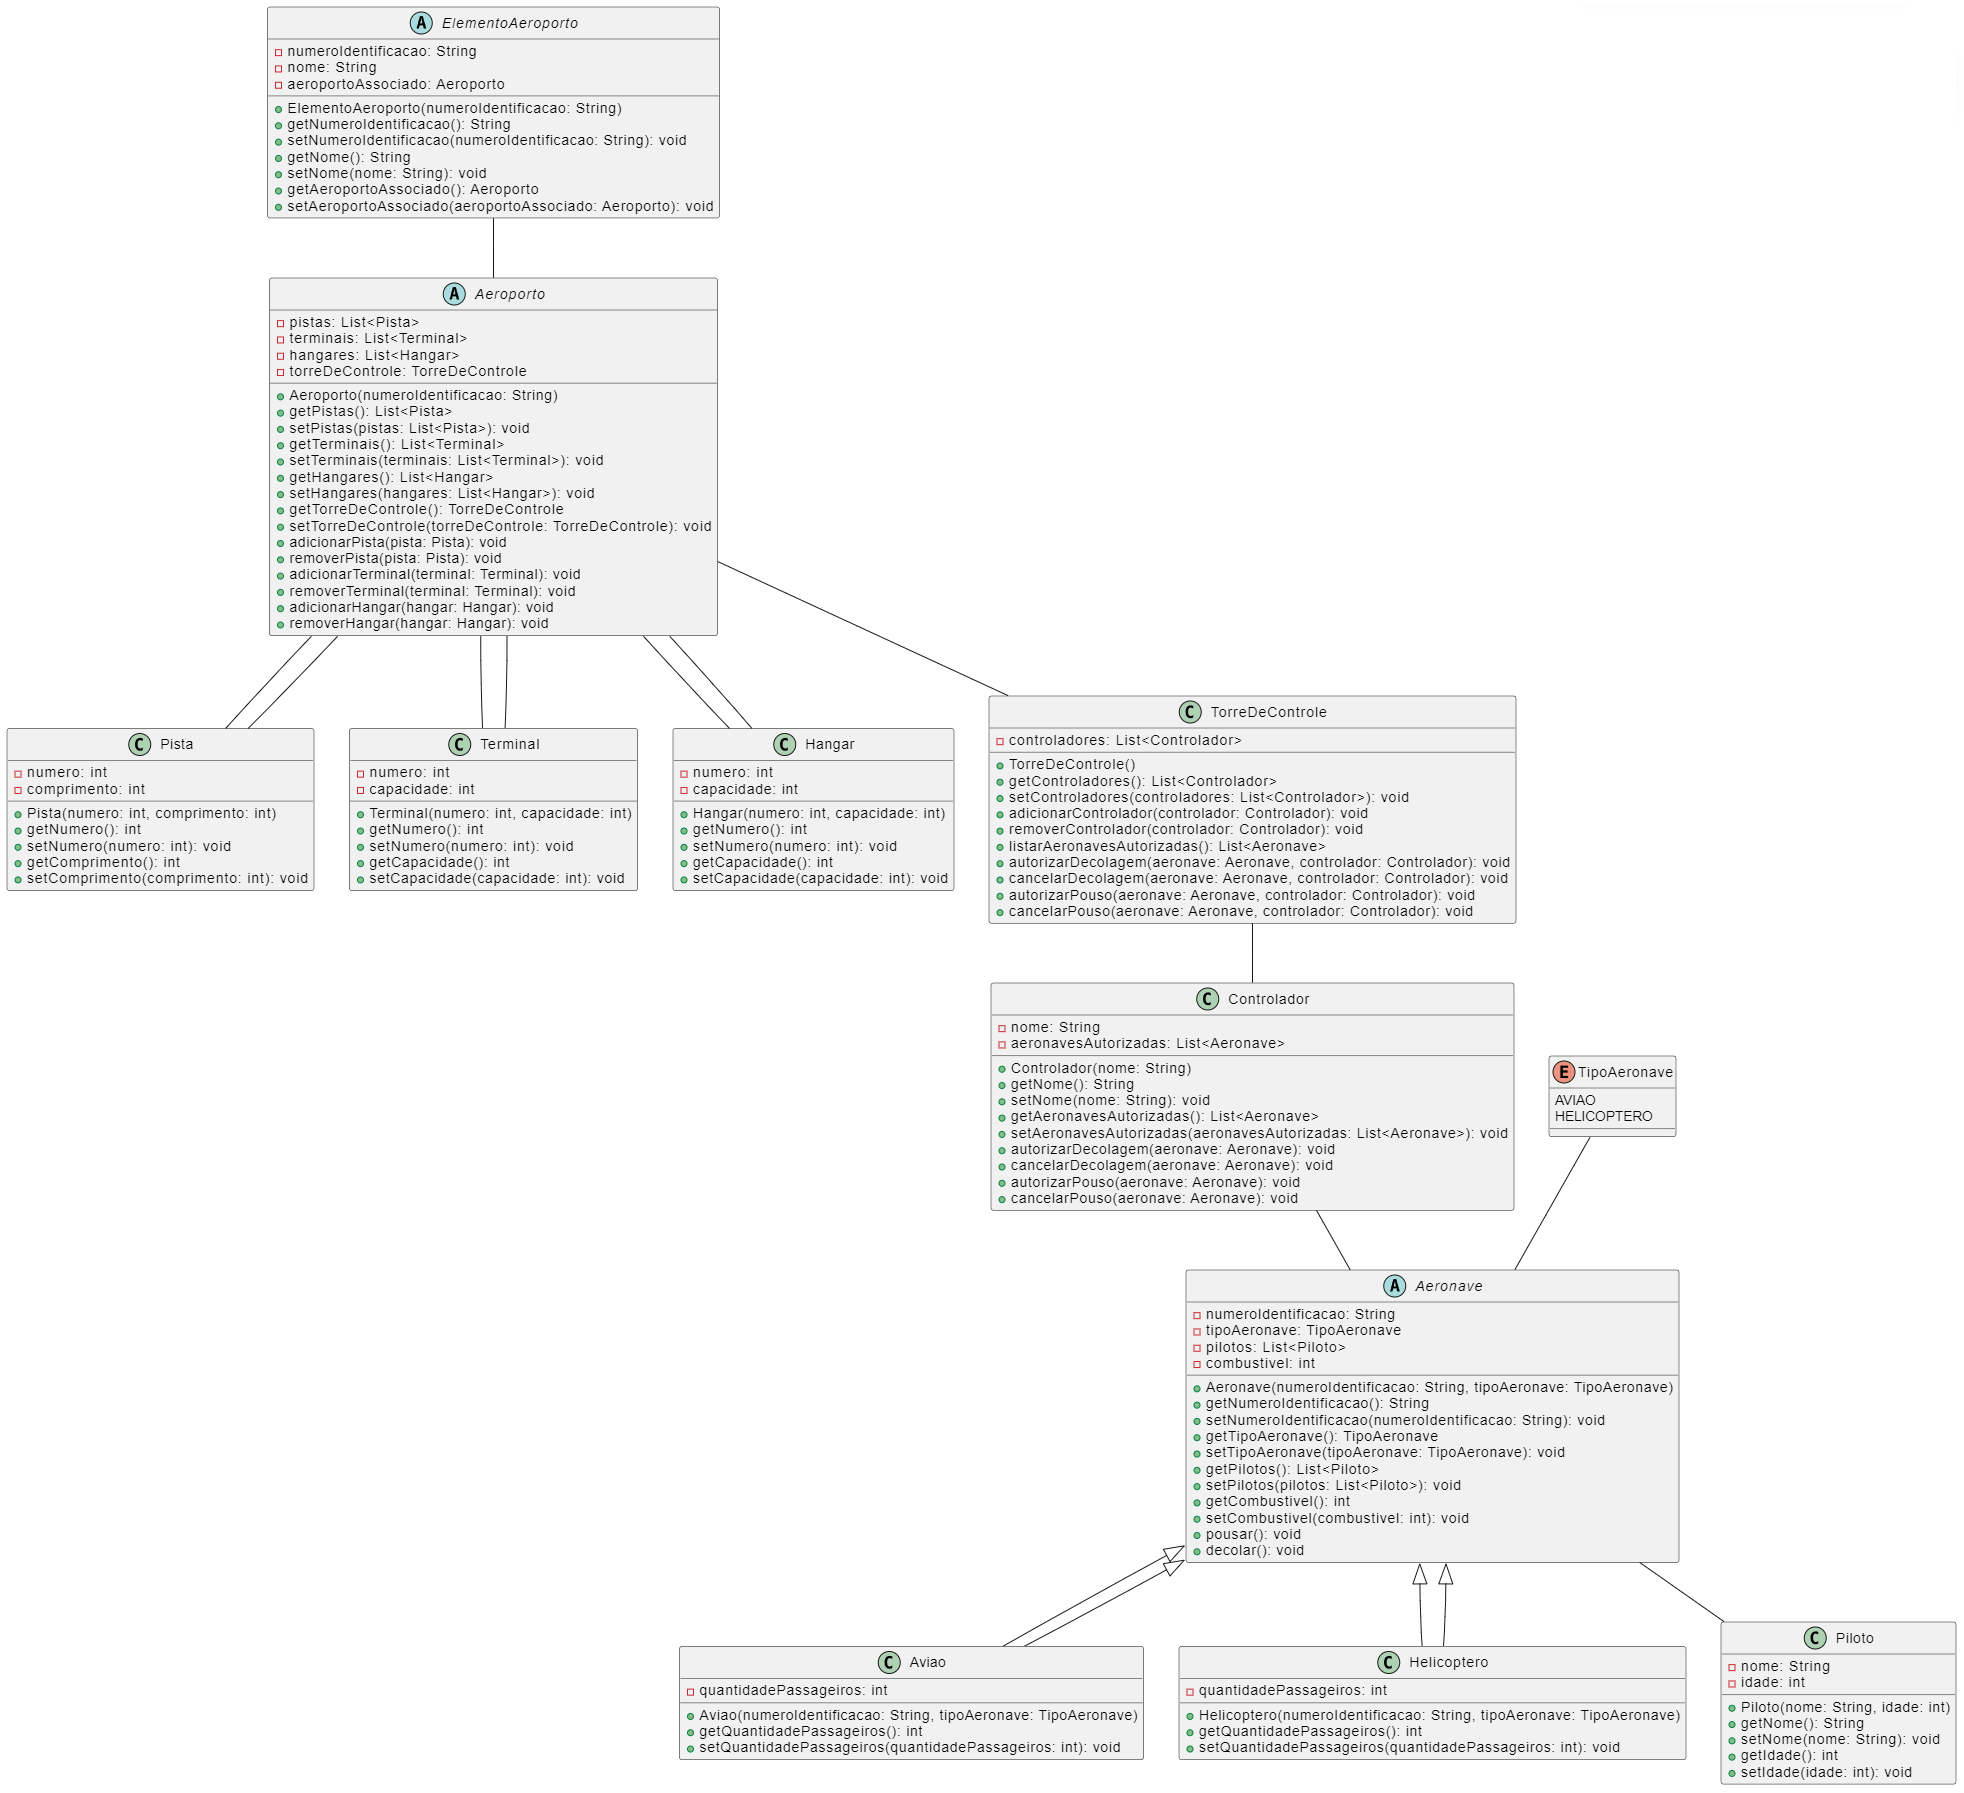 A ElementoAeroporto
numeroIdentificacao: String
nome: String
aeroportoAssociado: Aeroporto
ElementoAeroporto(numeroIdentificacao: String)
getNumeroIdentificacao(): String
setNumeroIdentificacao(numeroIdentificacao: String): void
getNome(): String
setNome(nome: String): void
getAeroportoAssociado(): Aeroporto
setAeroportoAssociado(aeroportoAssociado: Aeroporto): void
A Aeroporto
pistas: List<Pista>
terminais: List<Terminal>
hangares: List<Hangar>
torreDeControle: TorreDeControle
Aeroporto(numeroIdentificacao: String)
getPistas(): List<Pista>
setPistas(pistas: List<Pista>): void
getTerminais(): List<Terminal>
setTerminais(terminais: List<Terminal>): void
getHangares(): List<Hangar>
setHangares(hangares: List<Hangar>): void
getTorreDeControle(): TorreDeControle
setTorreDeControle(torreDeControle: TorreDeControle): void
adicionarPista(pista: Pista): void
removerPista(pista: Pista): void
adicionarTerminal(terminal: Terminal): void
removerTerminal(terminal: Terminal): void
adicionarHangar(hangar: Hangar): void
removerHangar(hangar: Hangar): void
C Pista
numero: int
comprimento: int
Pista(numero: int, comprimento: int)
getNumero(): int
setNumero(numero: int): void
getComprimento(): int
setComprimento(comprimento: int): void
C Terminal
numero: int
capacidade: int
Terminal(numero: int, capacidade: int)
getNumero(): int
setNumero(numero: int): void
getCapacidade(): int
setCapacidade(capacidade: int): void
C Hangar
numero: int
capacidade: int
Hangar(numero: int, capacidade: int)
getNumero(): int
setNumero(numero: int): void
getCapacidade(): int
setCapacidade(capacidade: int): void
C TorreDeControle
controladores: List<Controlador>
TorreDeControle()
getControladores(): List<Controlador>
setControladores(controladores: List<Controlador>): void
adicionarControlador(controlador: Controlador): void
removerControlador(controlador: Controlador): void
listarAeronavesAutorizadas(): List<Aeronave>
autorizarDecolagem(aeronave: Aeronave, controlador: Controlador): void
cancelarDecolagem(aeronave: Aeronave, controlador: Controlador): void
autorizarPouso(aeronave: Aeronave, controlador: Controlador): void
cancelarPouso(aeronave: Aeronave, controlador: Controlador): void
C Controlador
nome: String
aeronavesAutorizadas: List<Aeronave>
Controlador(nome: String)
getNome(): String
setNome(nome: String): void
getAeronavesAutorizadas(): List<Aeronave>
setAeronavesAutorizadas(aeronavesAutorizadas: List<Aeronave>): void
autorizarDecolagem(aeronave: Aeronave): void
cancelarDecolagem(aeronave: Aeronave): void
autorizarPouso(aeronave: Aeronave): void
cancelarPouso(aeronave: Aeronave): void
E TipoAeronave
AVIAO
HELICOPTERO
A Aeronave
numeroIdentificacao: String
tipoAeronave: TipoAeronave
pilotos: List<Piloto>
combustivel: int
Aeronave(numeroIdentificacao: String, tipoAeronave: TipoAeronave)
getNumeroIdentificacao(): String
setNumeroIdentificacao(numeroIdentificacao: String): void
getTipoAeronave(): TipoAeronave
setTipoAeronave(tipoAeronave: TipoAeronave): void
getPilotos(): List<Piloto>
setPilotos(pilotos: List<Piloto>): void
getCombustivel(): int
setCombustivel(combustivel: int): void
pousar(): void
decolar(): void
C Aviao
quantidadePassageiros: int
Aviao(numeroIdentificacao: String, tipoAeronave: TipoAeronave)
getQuantidadePassageiros(): int
setQuantidadePassageiros(quantidadePassageiros: int): void
C Helicoptero
quantidadePassageiros: int
Helicoptero(numeroIdentificacao: String, tipoAeronave: TipoAeronave)
getQuantidadePassageiros(): int
setQuantidadePassageiros(quantidadePassageiros: int): void
C Piloto
nome: String
idade: int
Piloto(nome: String, idade: int)
getNome(): String
setNome(nome: String): void
getIdade(): int
setIdade(idade: int): void